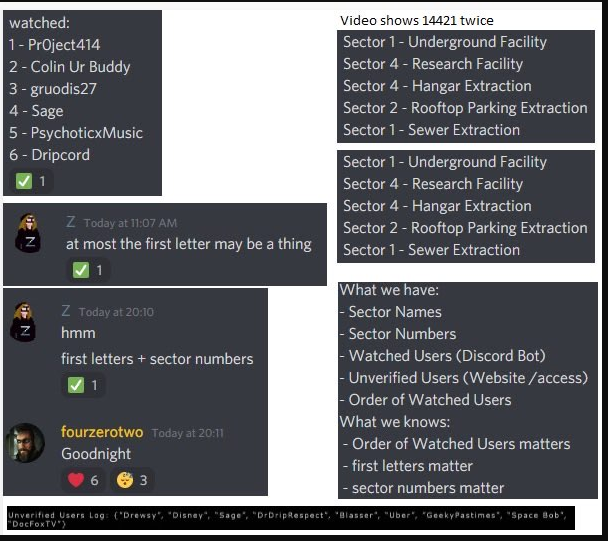 watched:
1 - Pr0ject414
2 - Colin Ur Buddy
3 - gruodis27
4 - Sage
5 - PsychoticxMusic
6 - Dripcord
1
Z Today at 11:07 AM
at most the first letter may be a thing
1
Z Today at 20:10
hmm
first letters + sector numbers
1
fourzerotwo Today at 20:11
Goodnight
6 3
Video shows 14421 twice
Sector 1 - Underground Facility
Sector 4 - Research Facility
Sector 4 - Hangar Extraction
Sector 2 - Rooftop Parking Extraction
Sector 1 - Sewer Extraction
Sector 1 - Underground Facility
Sector 4 - Research Facility
Sector 4 - Hangar Extraction
Sector 2 - Rooftop Parking Extraction
Sector 1 - Sewer Extraction
What we have:
- Sector Names
- Sector Numbers
- Watched Users (Discord Bot)
- Unverified Users (Website /access)
- Order of Watched Users
What we knows:
- Order of Watched Users matters
- first letters matter
- sector numbers matter
Unverified Users Log: {"Drewsy", "Disney", "Sage", "DrDripRespect", "Blasser", "Uber", "GeekyPastimes", "Space Bob",
"DocFoxTV"}